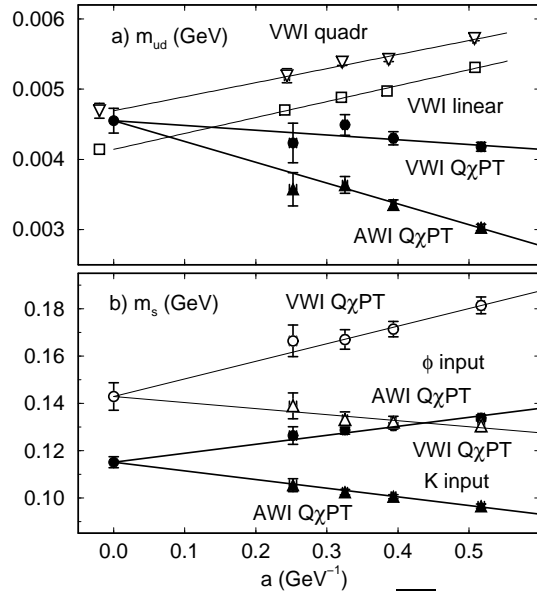 0.006
a) m_ud (GeV)
VWI quadr
0.005
VWI linear
0.004
VWI QχPT
0.003
AWI QχPT
b) m_s (GeV)
VWI QχPT
0.18
0.16
ϕ input
AWI QχPT
0.14
VWI QχPT
0.12
K input
0.10
AWI QχPT
0.0 0.1 0.2 0.3 0.4 0.5
a (GeV⁻¹)